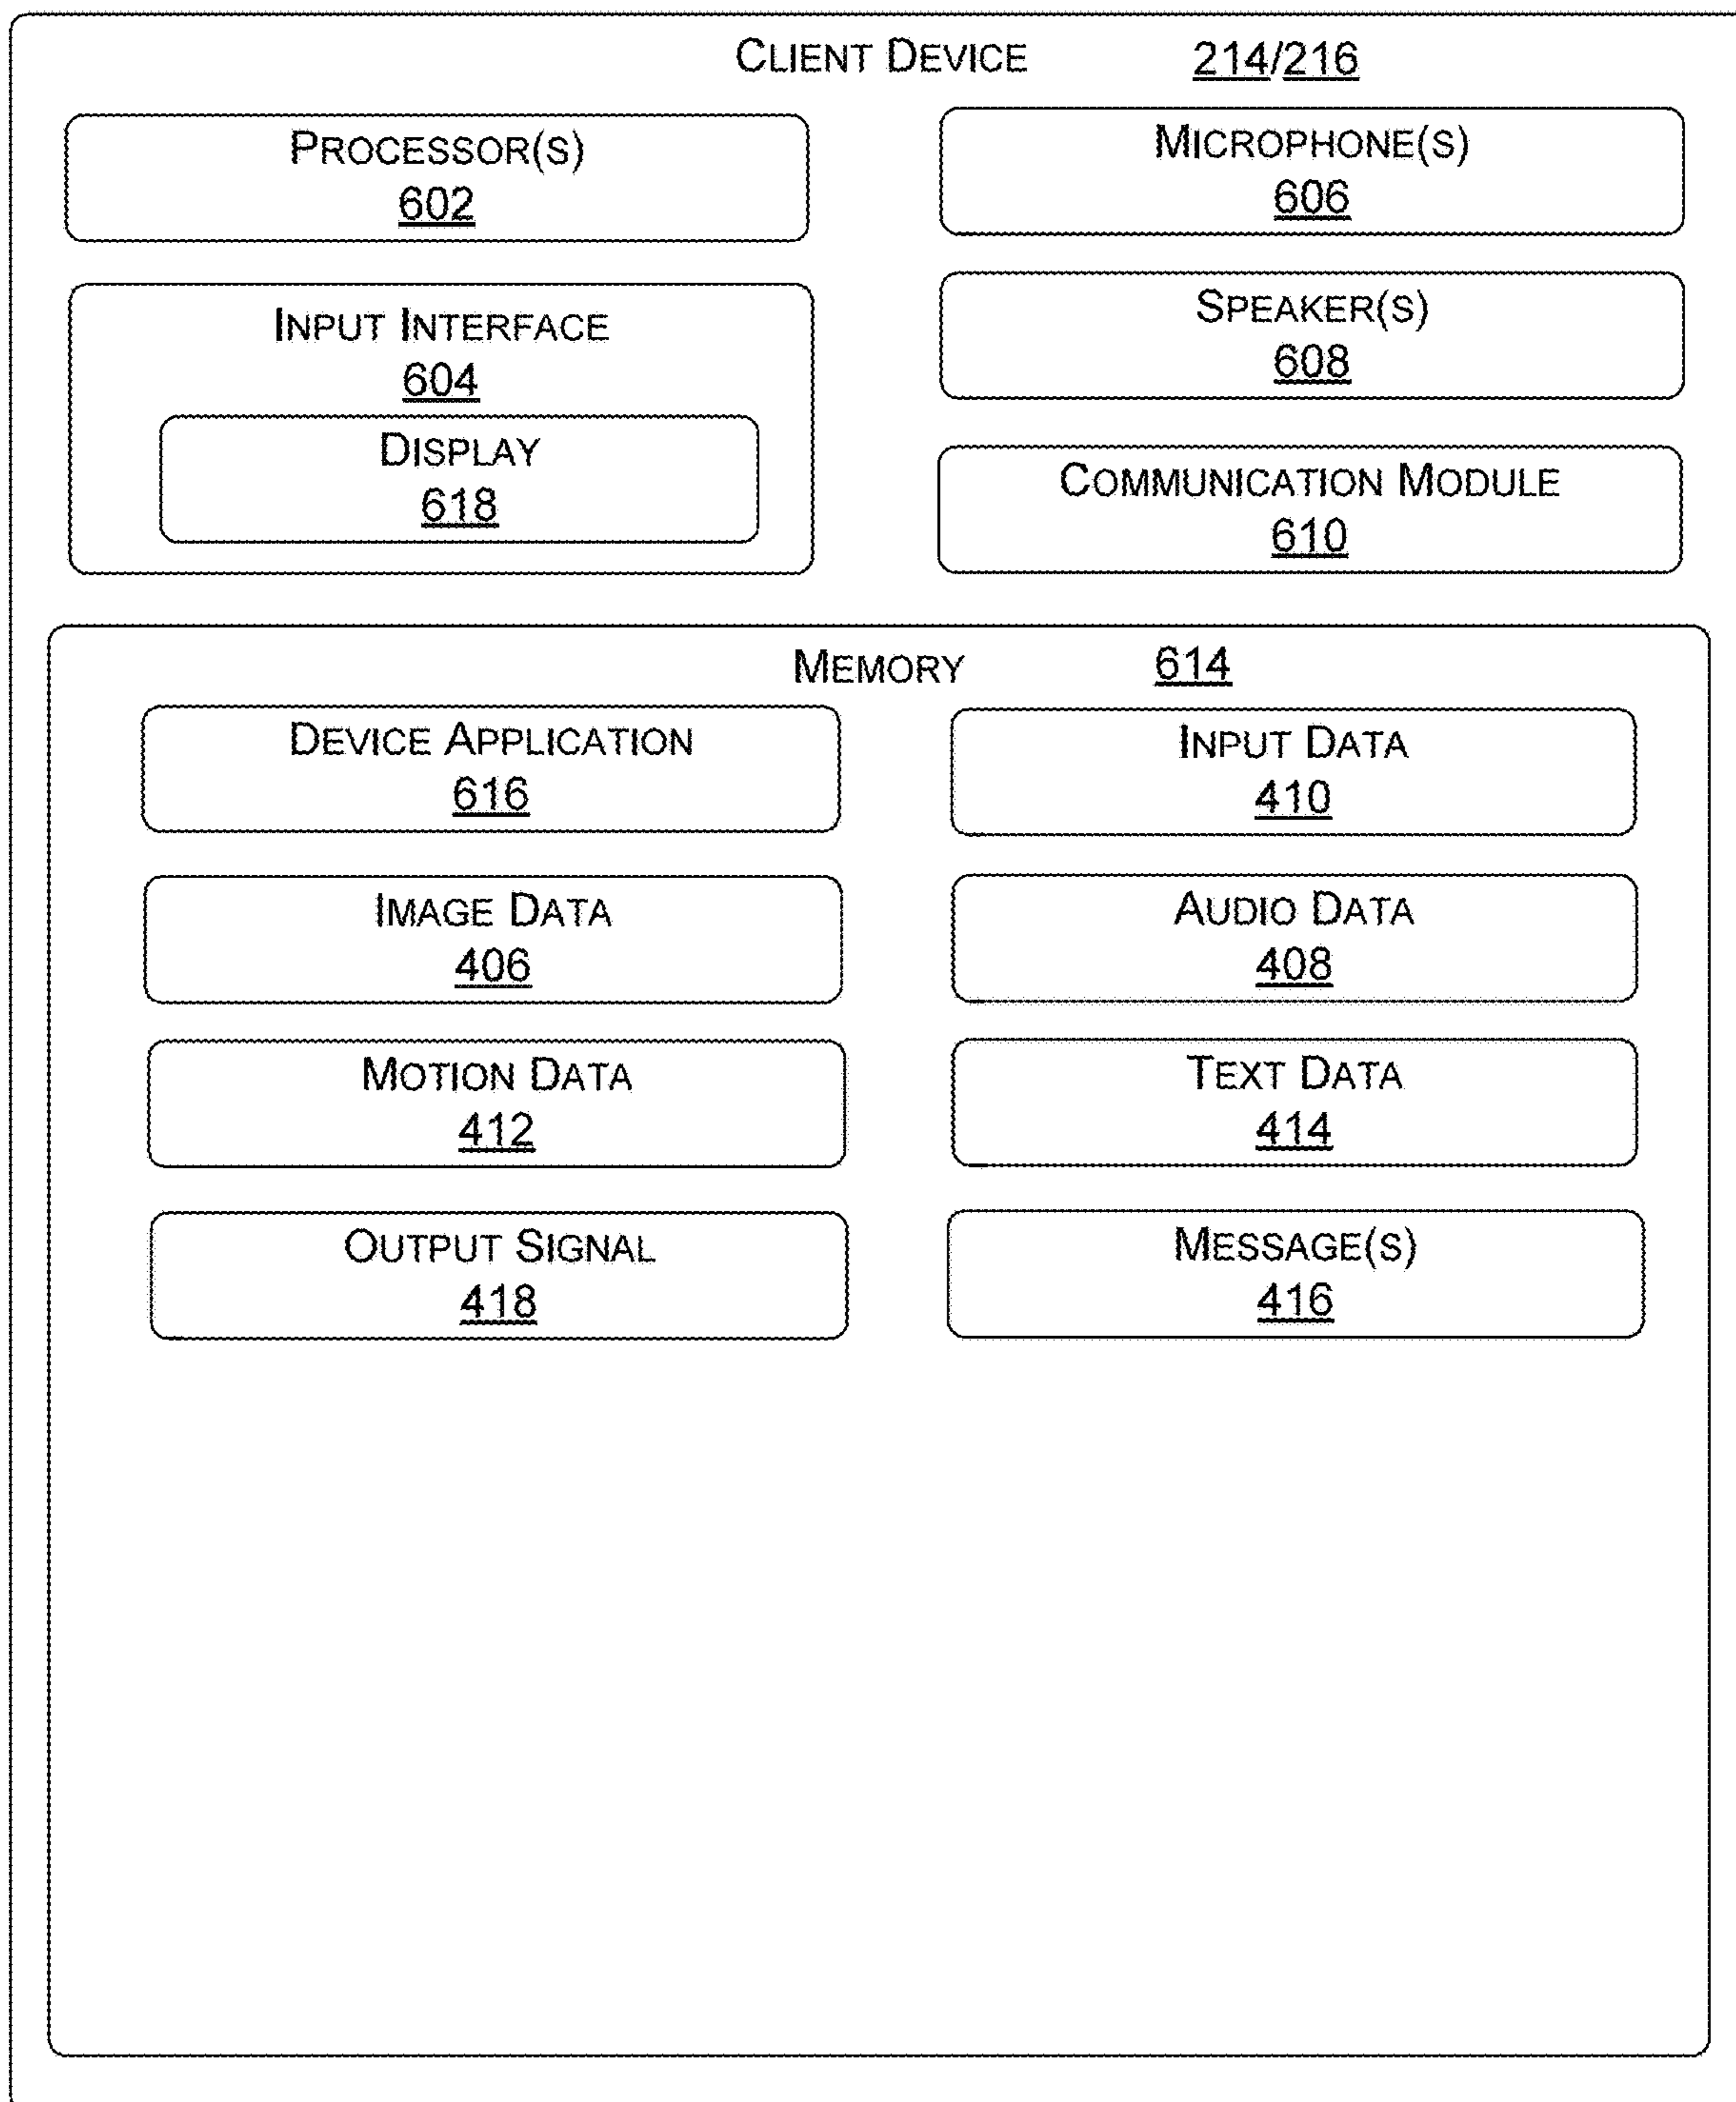 CLIENT DEVICE 214/216
PROCESSOR(S)
602
MICROPHONE(S)
606
INPUT INTERFACE
604
DISPLAY
618
SPEAKER(S)
608
COMMUNICATION MODULE
610
MEMORY 614
DEVICE APPLICATION
616
INPUT DATA
410
IMAGE DATA
406
AUDIO DATA
408
MOTION DATA
412
TEXT DATA
414
OUTPUT SIGNAL
418
MESSAGE(S)
416